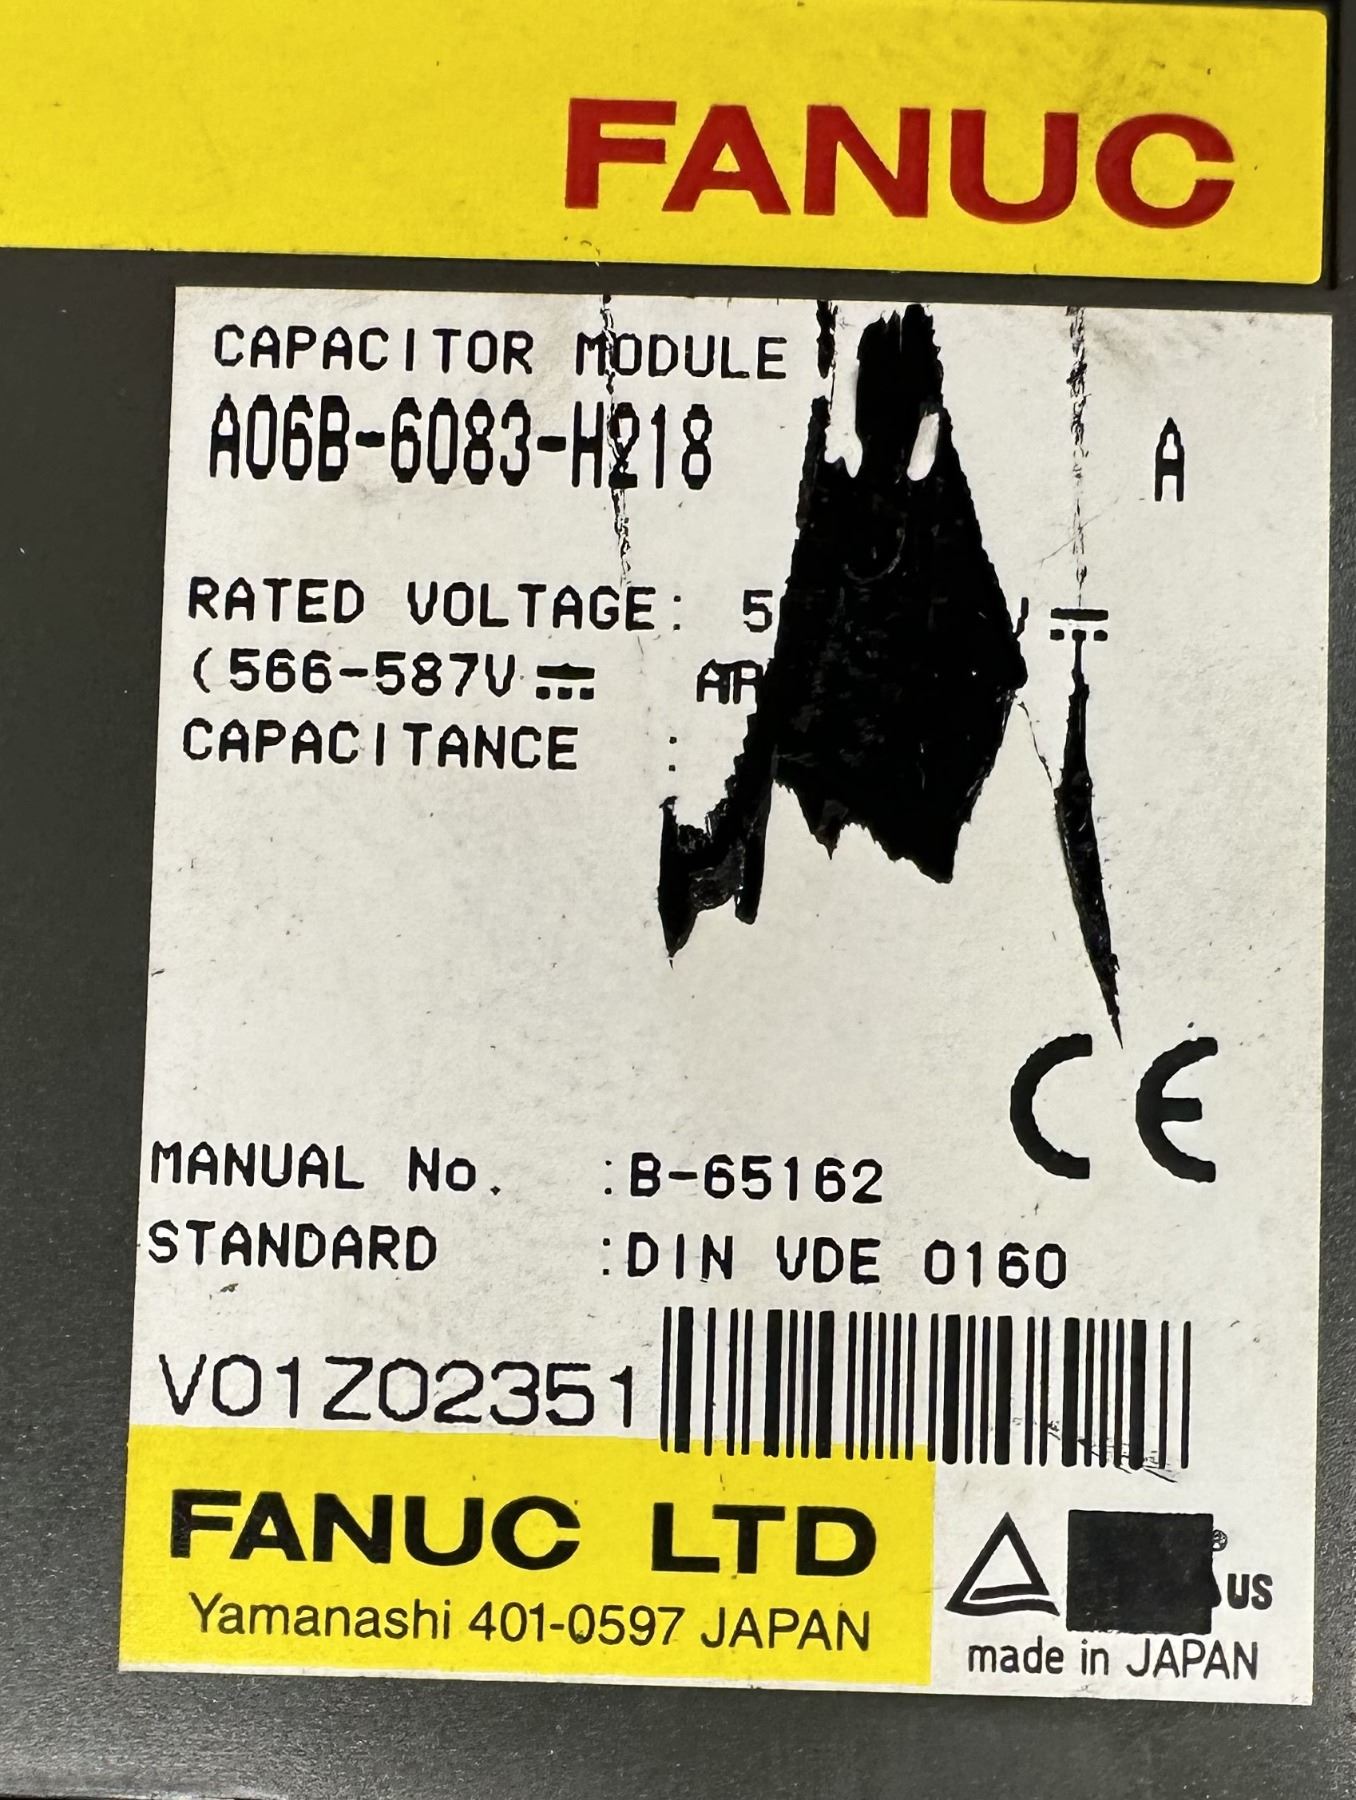 FANUC
CAPACITOR MODULE
A06B-6083-H218 A
RATED VOLTAGE: 5
(566-587V
CAPACITANCE :
CE
MANUAL No. :B-65162
STANDARD :DIN VDE 0160
V01Z02351
FANUC LTD
Yamanashi 401-0597 JAPAN
US
made in JAPAN